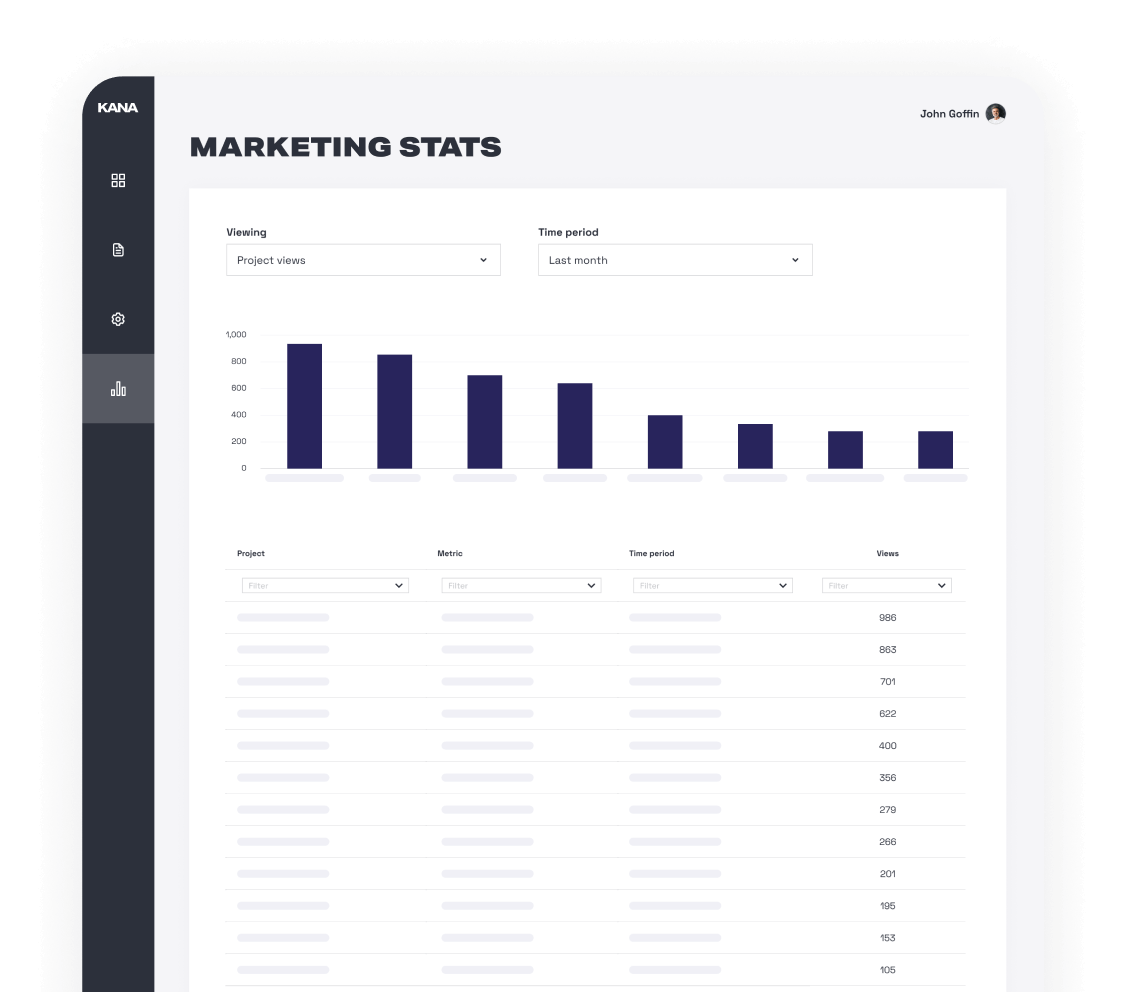 KANA
John Goffin
MARKETING STATS
Viewing
Time period
Project views
Last month
1,000
800
600
400
200
0
Project Metric Time period Views
Filter Filter Filter Filter
986
863
701
622
400
356
279
266
201
195
153
105